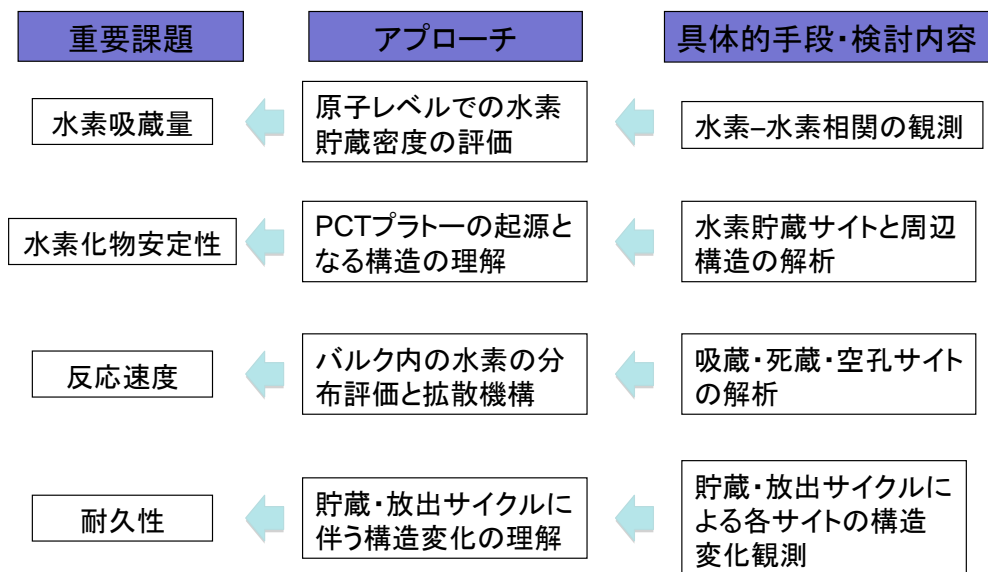 重要課題
アプローチ
具体的手段・検討内容
水素吸蔵量
原子レベルでの水素
貯蔵密度の評価
水素−水素相関の観測
水素化物安定性
PCTプラトーの起源と
なる構造の理解
水素貯蔵サイトと周辺
構造の解析
反応速度
バルク内の水素の分
布評価と拡散機構
吸蔵・死蔵・空孔サイト
の解析
耐久性
貯蔵・放出サイクルに
伴う構造変化の理解
貯蔵・放出サイクルに
よる各サイトの構造
変化観測